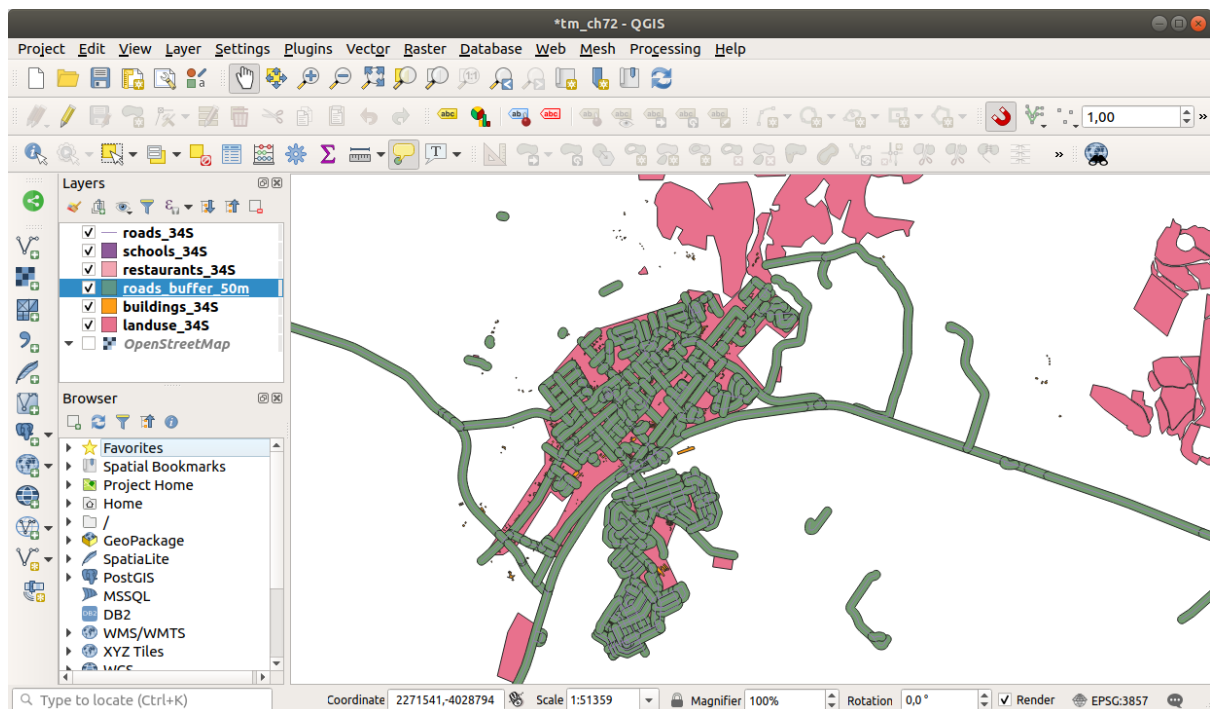 *tm_ch72 - QGIS
Project Edit View Layer Settings Plugins Vector Raster Database Web Mesh Processing Help
1,00
Layers
roads_34S
schools_34S
restaurants_34S
roads_buffer_50m
buildings_34S
landuse_34S
OpenStreetMap
Browser
Favorites
Spatial Bookmarks
Project Home
Home
/
GeoPackage
SpatiaLite
PostGIS
MSSQL
DB2
WMS/WMTS
XYZ Tiles
WCS
Type to locate (Ctrl+K) Coordinate 2271541,-4028794 Scale 1:51359 Magnifier 100% Rotation 0,0 ° Render EPSG:3857